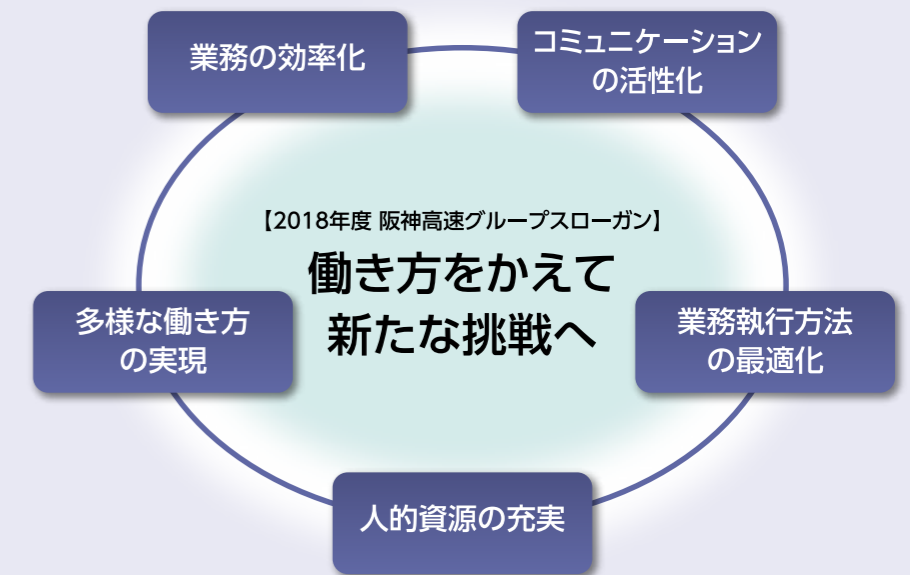 業務の効率化
コミュニケーション
の活性化
【2018年度 阪神高速グループスローガン】
働き方をかえて
新たな挑戦へ
多様な働き方
の実現
業務執行方法
の最適化
人的資源の充実